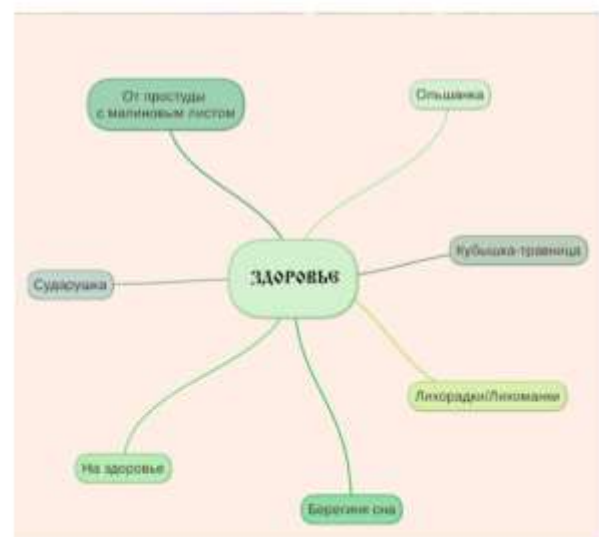 От простуды
с малиновым листом
Ольшанка
Кубышка-травница
ЗДОРОВЬЕ
Сударушка
Лихорадки/Лихоманки
На здоровье
Берегиня сна